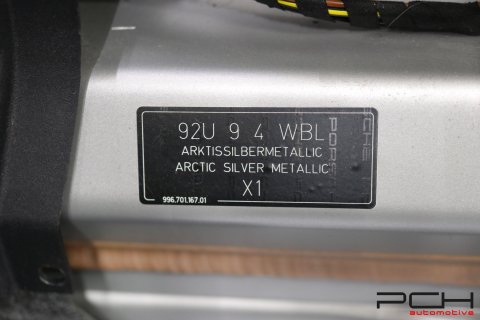 92U 9 4 WBL
ARKTISSILBERMETALLIC
ARCTIC SILVER METALLIC
X1
996.701.167.01
PORSCHE
PCH
automotive